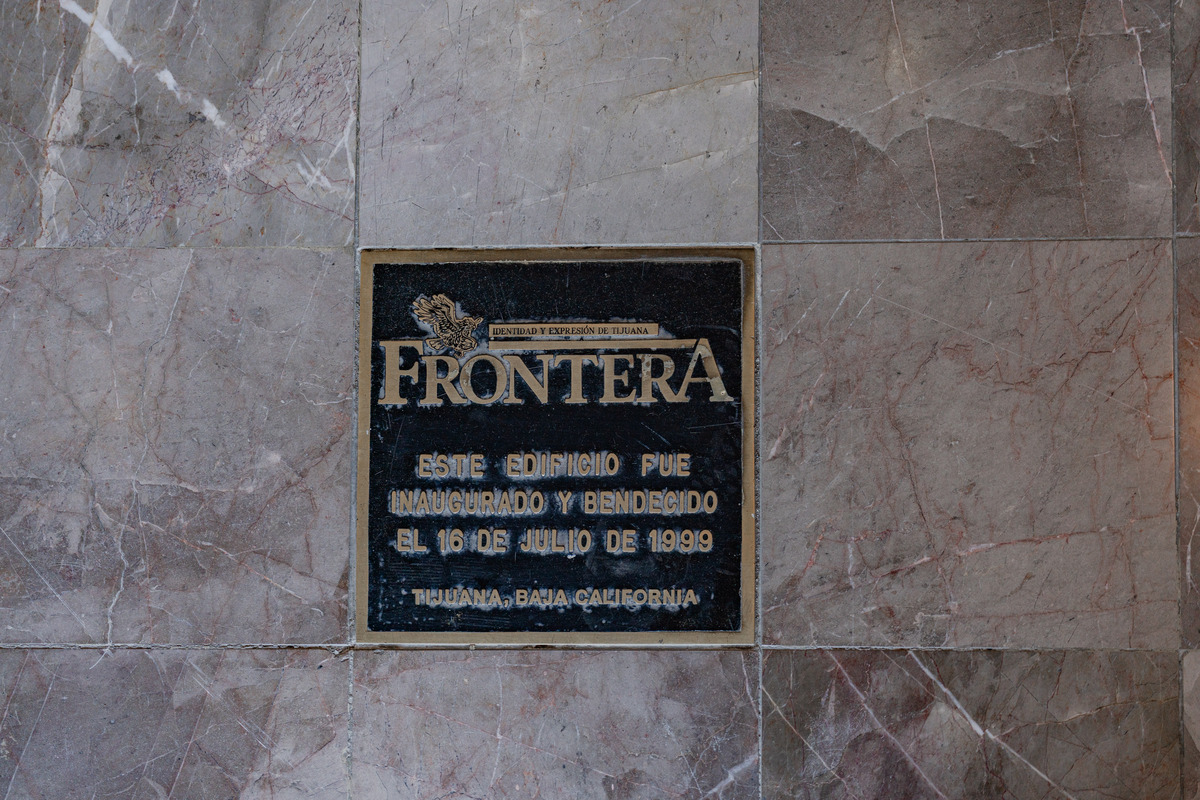 IDENTIDAD Y EXPRESIÓN DE TIJUANA
FRONTERA
ESTE EDIFICIO FUE
INAUGURADO Y BENDECIDO
EL 16 DE JULIO DE 1999
TIJUANA, BAJA CALIFORNIA